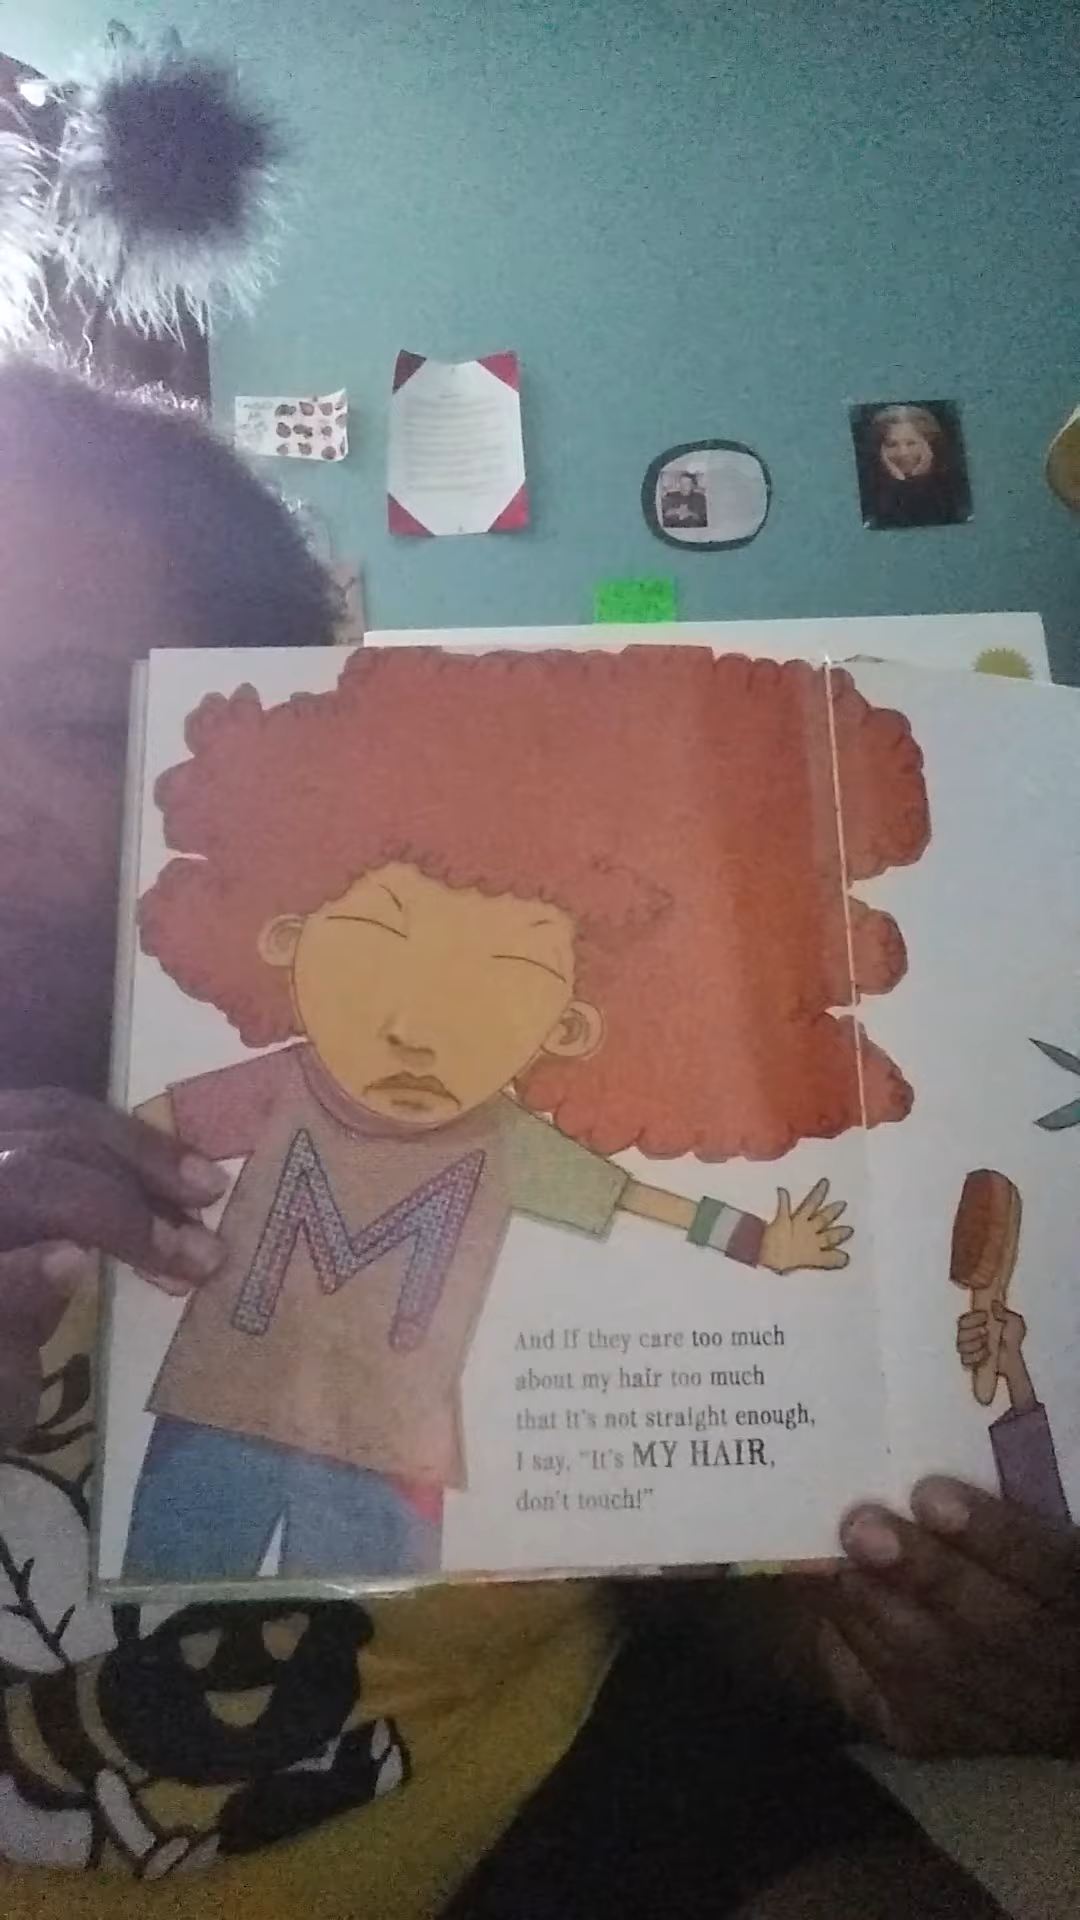 M
And if they care too much
about my hair too much
that it's not straight enough,
I say, "It's MY HAIR,
don't touch!"